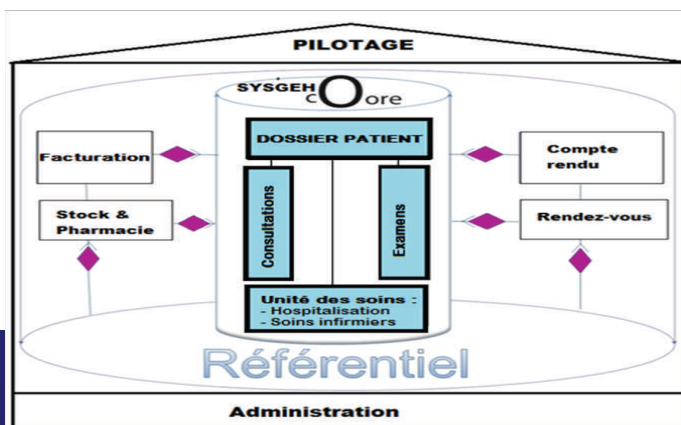 PILOTAGE
SYSGEH
cOore
DOSSIER PATIENT
Facturation
Stock &
Pharmacie
Consultations
Examens
Compte
rendu
Rendez-vous
Unité des soins :
- Hospitalisation
- Soins infirmiers
Référentiel
Administration